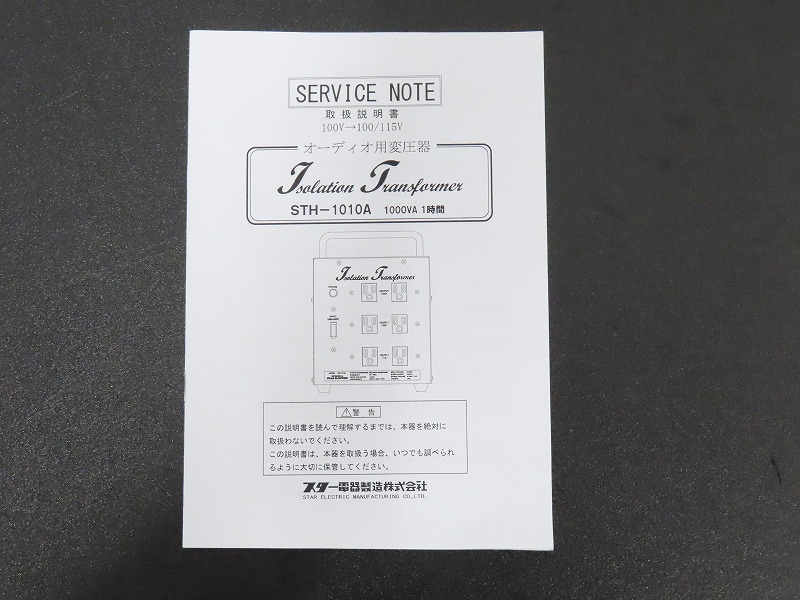 SERVICE NOTE
取扱説明書
100V→100/115V
オーディオ用変圧器
Isolation Transformer
STH-1010A 1000VA 1時間
Isolation Transformer
POWER
OUTPUT
INPUT
OUTPUT
OUTPUT
⚠警告
この説明書を読んで理解するまでは、本器を絶対に
取扱わないでください。
この説明書は、本器を取扱う場合、いつでも調べられ
るように大切に保管してください。
スター電器製造株式会社
STAR ELECTRIC MANUFACTURING CO,.LTD.